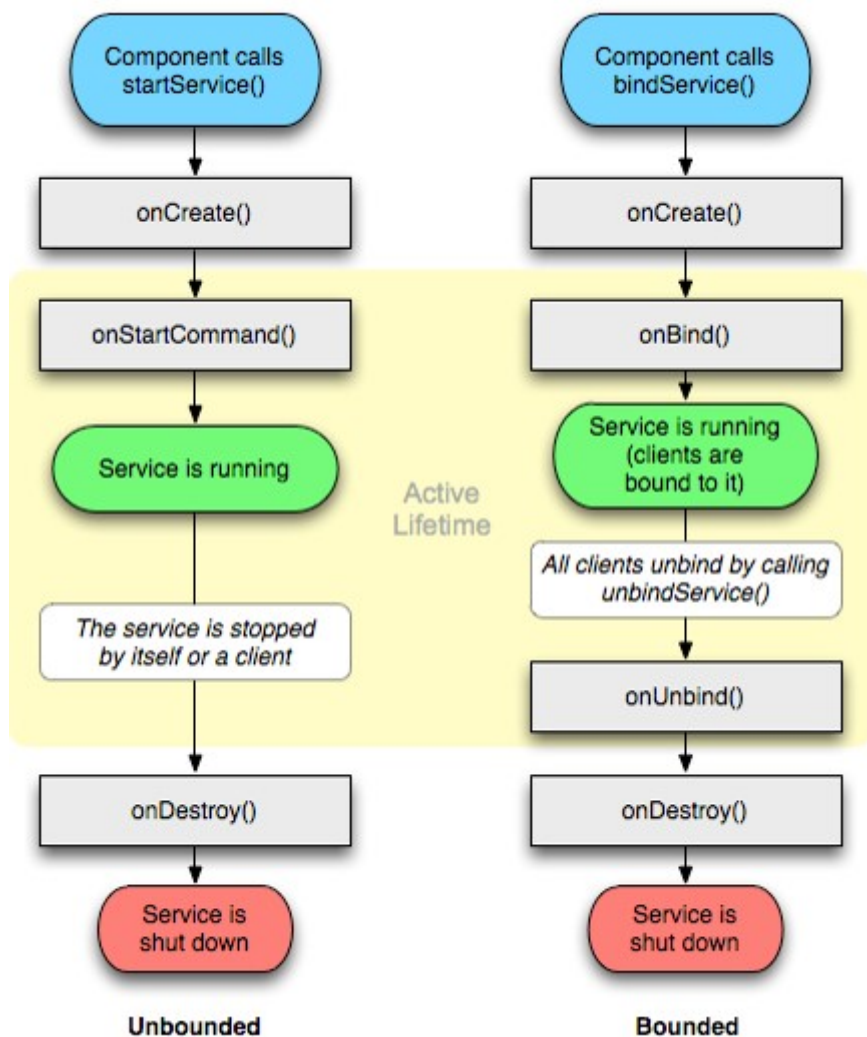 Component calls
startService()
onCreate()
onStartCommand()
Service is running
The service is stopped
by itself or a client
onDestroy()
Service is
shut down
Unbounded
Active
Lifetime
Component calls
bindService()
onCreate()
onBind()
Service is running
(clients are
bound to it)
All clients unbind by calling
unbindService()
onUnbind()
onDestroy()
Service is
shut down
Bounded